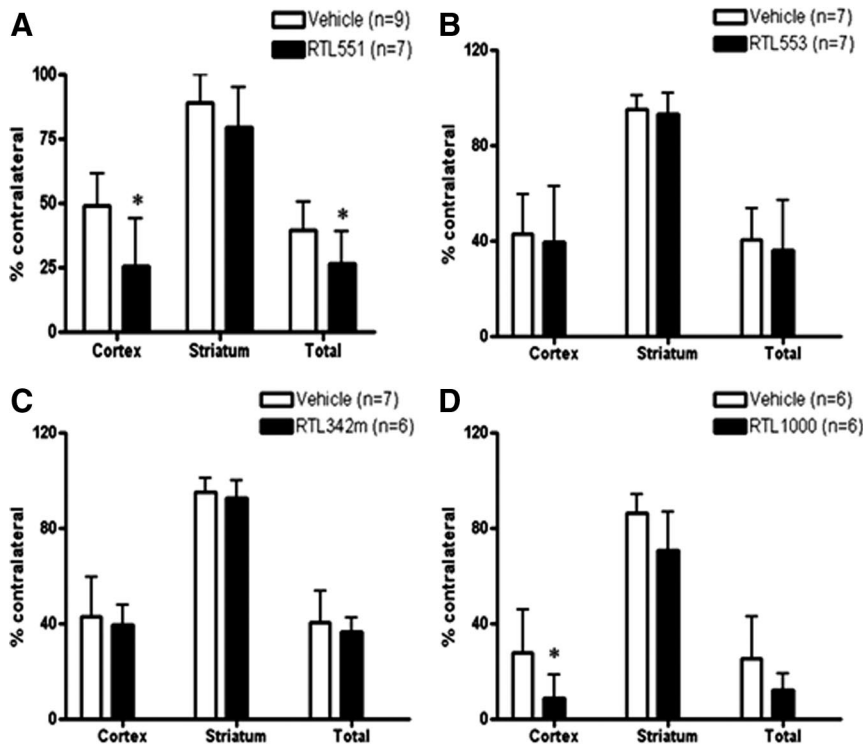 A
Vehicle (n=9)
RTL551 (n=7)
% contralateral
100
75
50
25
0
*
*
Cortex Striatum Total
B
Vehicle (n=7)
RTL553 (n=7)
% contralateral
120
80
40
0
Cortex Striatum Total
C
Vehicle (n=7)
RTL342m (n=6)
% contralateral
120
80
40
0
Cortex Striatum Total
D
Vehicle (n=6)
RTL1000 (n=6)
% contralateral
120
80
40
0
*
Cortex Striatum Total